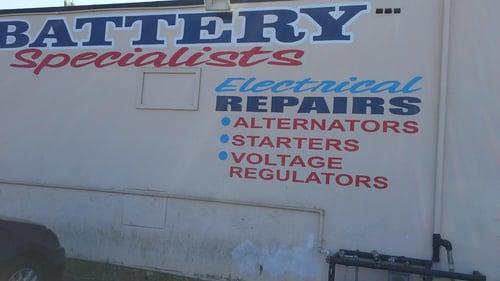 BATTERY
Specialists
Electrical
REPAIRS
• ALTERNATORS
• STARTERS
• VOLTAGE
REGULATORS